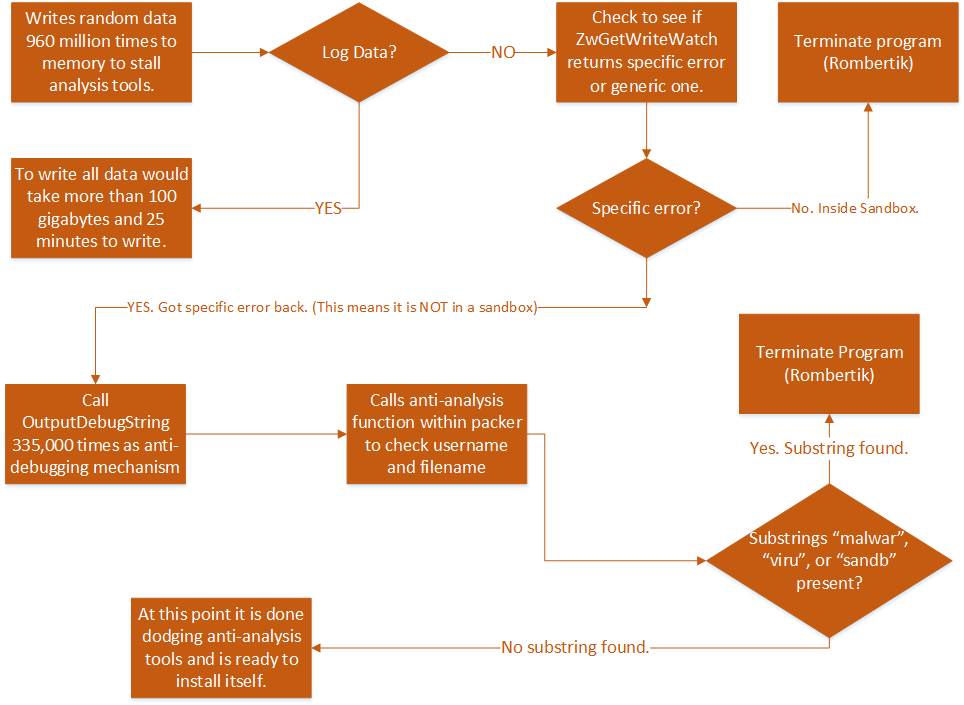 Writes random data
960 million times to
memory to stall
analysis tools.
Log Data?
NO
Check to see if
ZwGetWriteWatch
returns specific error
or generic one.
Terminate program
(Rombertik)
To write all data would
take more than 100
gigabytes and 25
minutes to write.
YES
Specific error?
No. Inside Sandbox.
YES. Got specific error back. (This means it is NOT in a sandbox)
Terminate Program
(Rombertik)
Call
OutputDebugString
335,000 times as anti-
debugging mechanism
Calls anti-analysis
function within packer
to check username
and filename
Yes. Substring found.
Substrings “malwar”,
“viru”, or “sandb”
present?
At this point it is done
dodging anti-analysis
tools and is ready to
install itself.
No substring found.